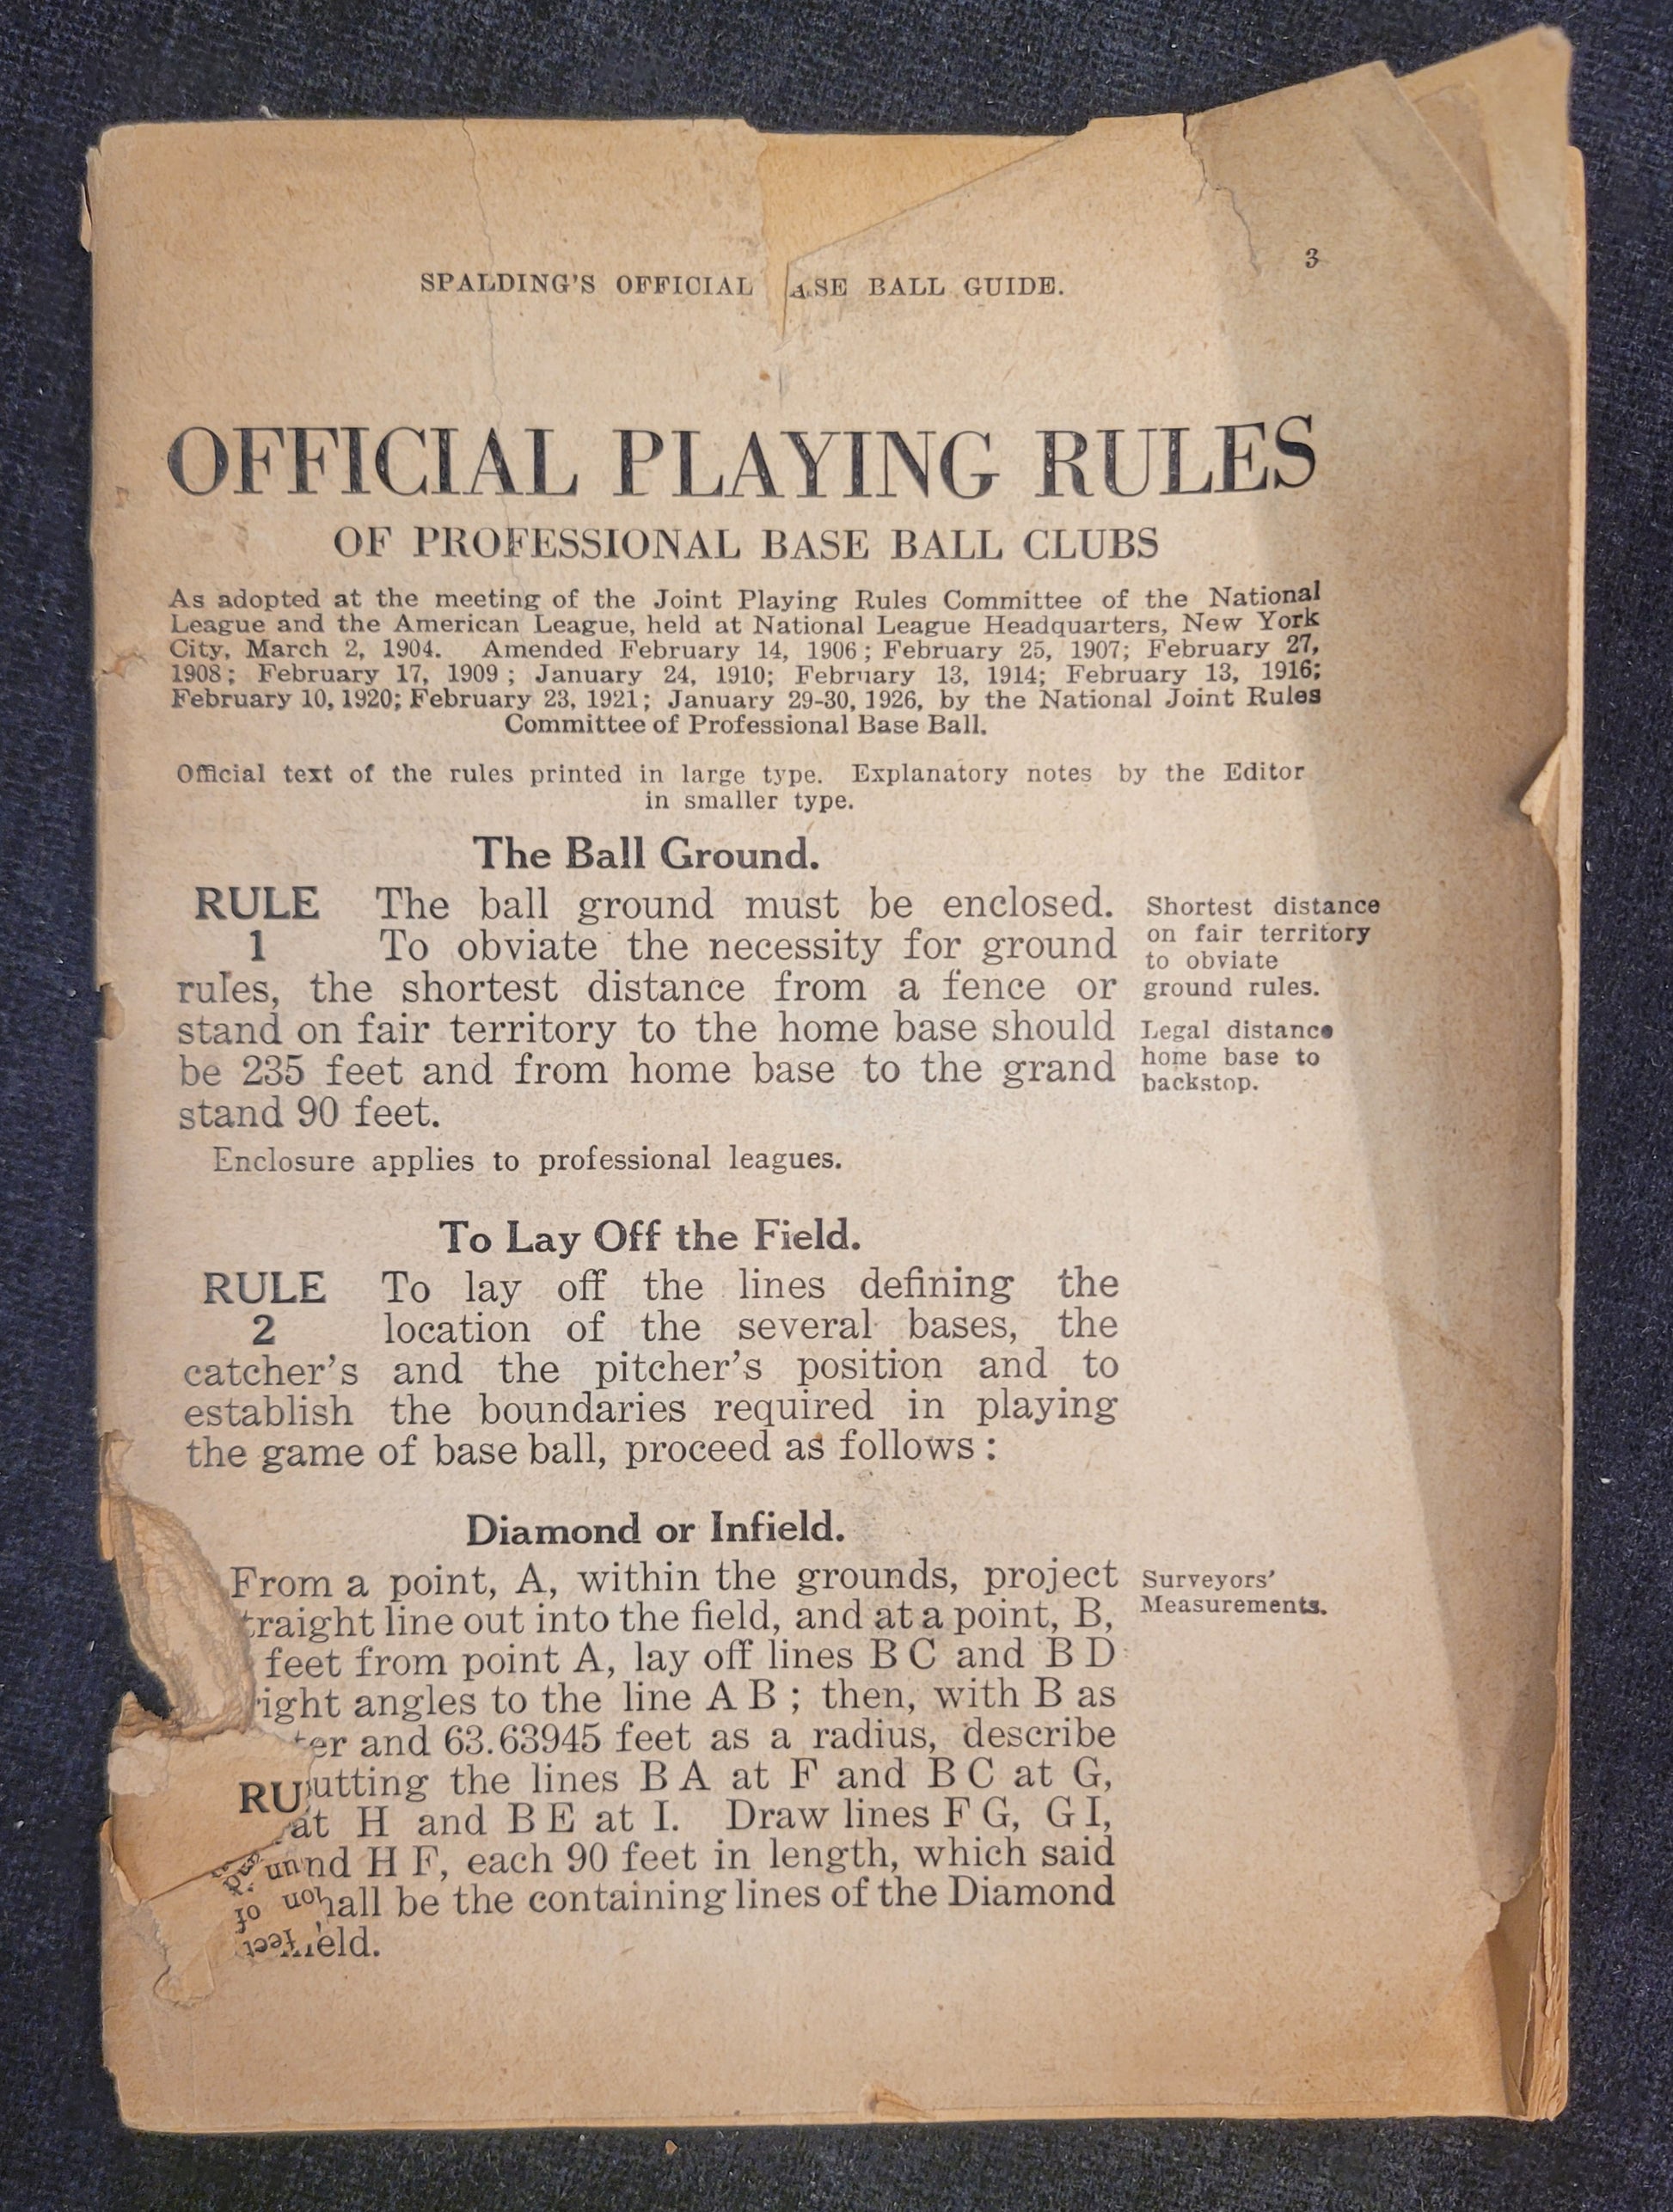 3
SPALDING'S OFFICIAL ASE BALL GUIDE.
OFFICIAL PLAYING RULES
OF PROFESSIONAL BASE BALL CLUBS
As adopted at the meeting of the Joint Playing Rules Committee of the National
League and the American League, held at National League Headquarters, New York
City, March 2, 1904. Amended February 14, 1906; February 25, 1907; February 27,
1908; February 17, 1909; January 24, 1910; February 13, 1914; February 13, 1916;
February 10, 1920; February 23, 1921; January 29-30, 1926, by the National Joint Rules
Committee of Professional Base Ball.
Official text of the rules printed in large type. Explanatory notes by the Editor
in smaller type.
The Ball Ground.
RULE The ball ground must be enclosed.
1 To obviate the necessity for ground
rules, the shortest distance from a fence or
stand on fair territory to the home base should
be 235 feet and from home base to the grand
stand 90 feet.
Shortest distance
on fair territory
to obviate
ground rules.
Legal distance
home base to
backstop.
Enclosure applies to professional leagues.
To Lay Off the Field.
RULE To lay off the lines defining the
2 location of the several bases, the
catcher's and the pitcher's position and to
establish the boundaries required in playing
the game of base ball, proceed as follows:
Diamond or Infield.
From a point, A, within the grounds, project
traight line out into the field, and at a point, B,
feet from point A, lay off lines B C and B D
right angles to the line A B; then, with B as
ter and 63.63945 feet as a radius, describe
utting the lines B A at F and B C at G,
at H and B E at I. Draw lines F G, G I,
nd H F, each 90 feet in length, which said
hall be the containing lines of the Diamond
ield.
Surveyors'
Measurements.
RU
of
feet